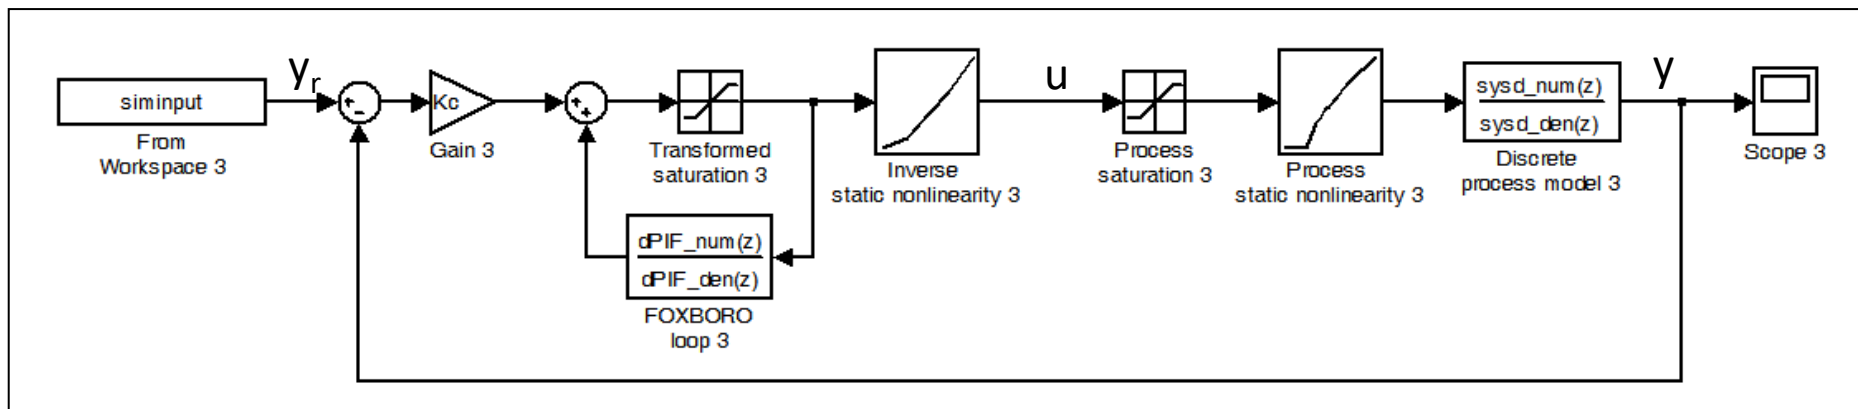 siminput
From
Workspace 3
yr
+
-
Kc
Gain 3
+
+
Transformed
saturation 3
dPIF_num(z)
dPIF_den(z)
FOXBORO
loop 3
Inverse
static nonlinearity 3
u
Process
saturation 3
Process
static nonlinearity 3
sysd_num(z)
sysd_den(z)
Discrete
process model 3
y
Scope 3